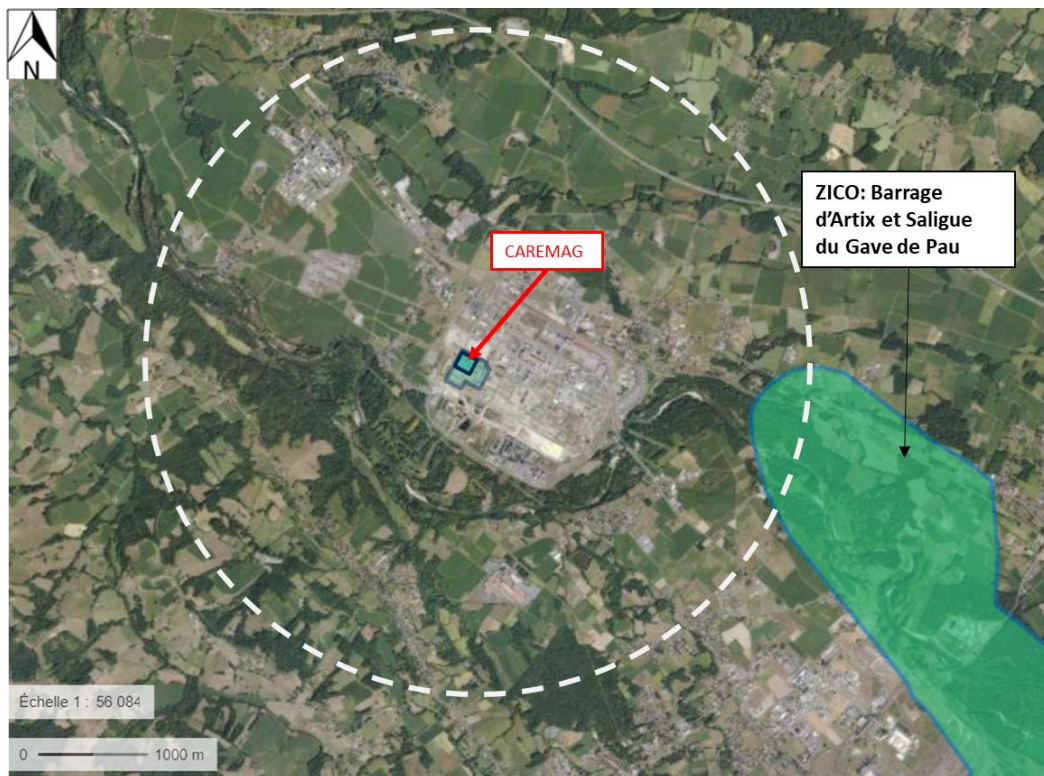 N
ZICO: Barrage
d'Artix et Saligue
du Gave de Pau
CAREMAG
Échelle 1 : 56 084
0 1000 m